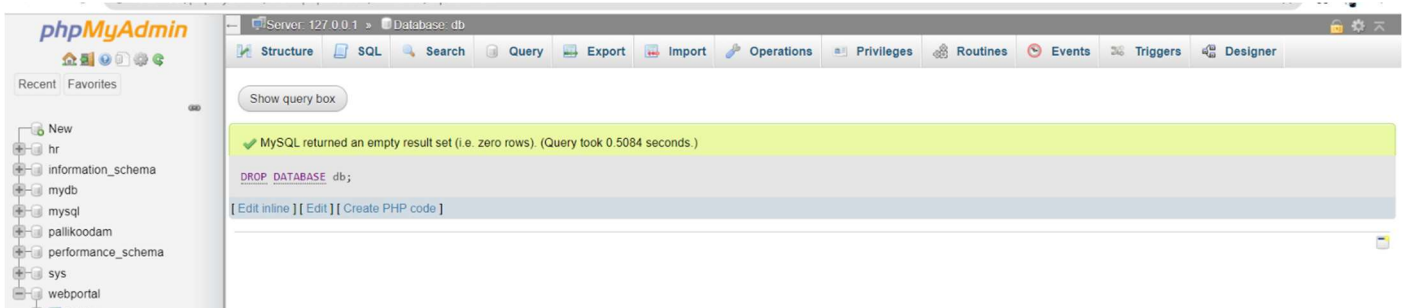 phpMyAdmin
Recent Favorites
New
hr
information_schema
mydb
mysql
pallikoodam
performance_schema
sys
webportal
Server: 127.0.0.1 » Database: db
Structure SQL Search Query Export Import Operations Privileges Routines Events Triggers Designer
Show query box
MySQL returned an empty result set (i.e. zero rows). (Query took 0.5084 seconds.)
DROP DATABASE db;
[ Edit inline ] [ Edit ] [ Create PHP code ]